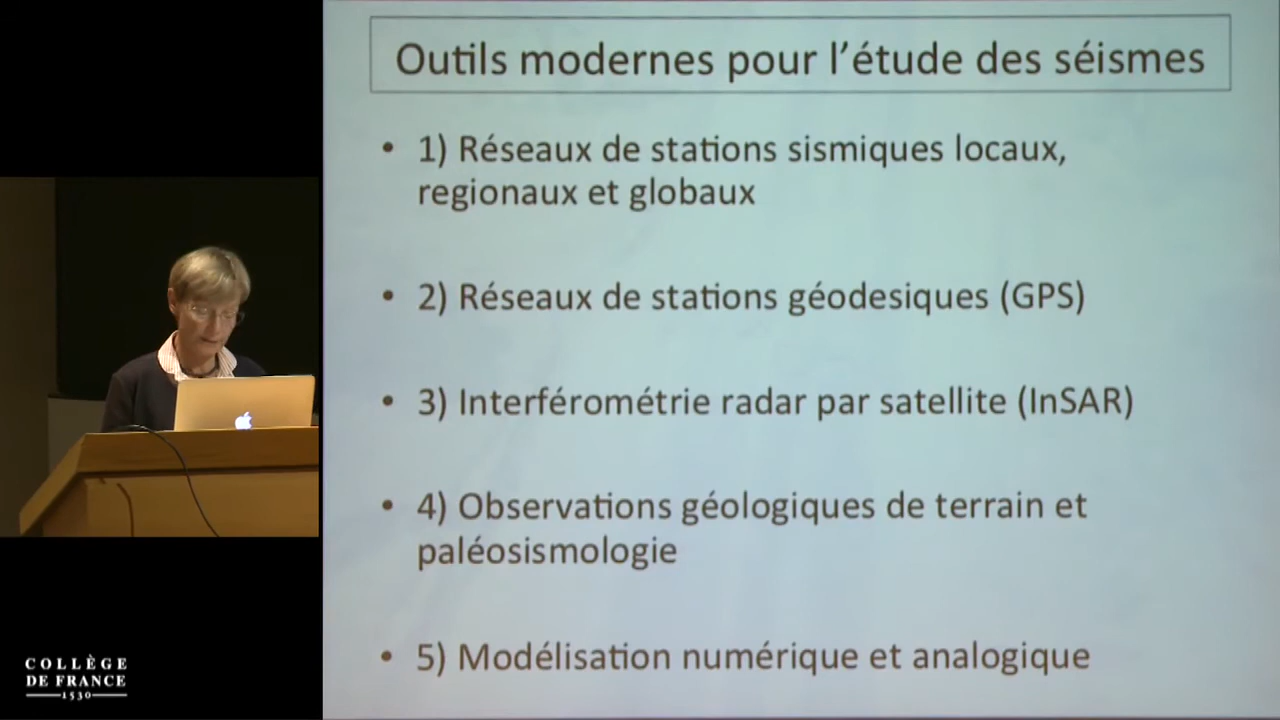 Outils modernes pour l'étude des séismes
• 1) Réseaux de stations sismiques locaux,
regionaux et globaux
• 2) Réseaux de stations géodesiques (GPS)
• 3) Interférométrie radar par satellite (InSAR)
• 4) Observations géologiques de terrain et
paléosismologie
• 5) Modélisation numérique et analogique
COLLÈGE
DE FRANCE
1530